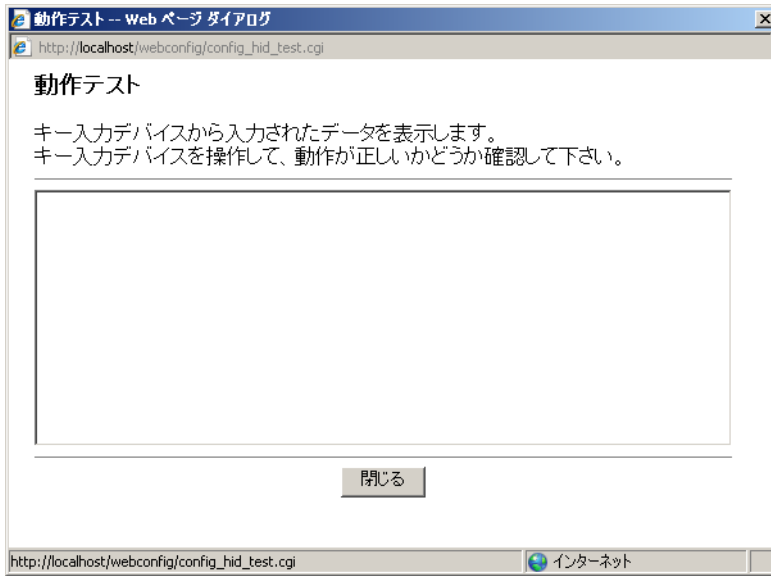 動作テスト -- Web ページ ダイアログ
http://localhost/webconfig/config_hid_test.cgi
動作テスト
キー入力デバイスから入力されたデータを表示します。
キー入力デバイスを操作して、動作が正しいかどうか確認して下さい。
閉じる
http://localhost/webconfig/config_hid_test.cgi
インターネット